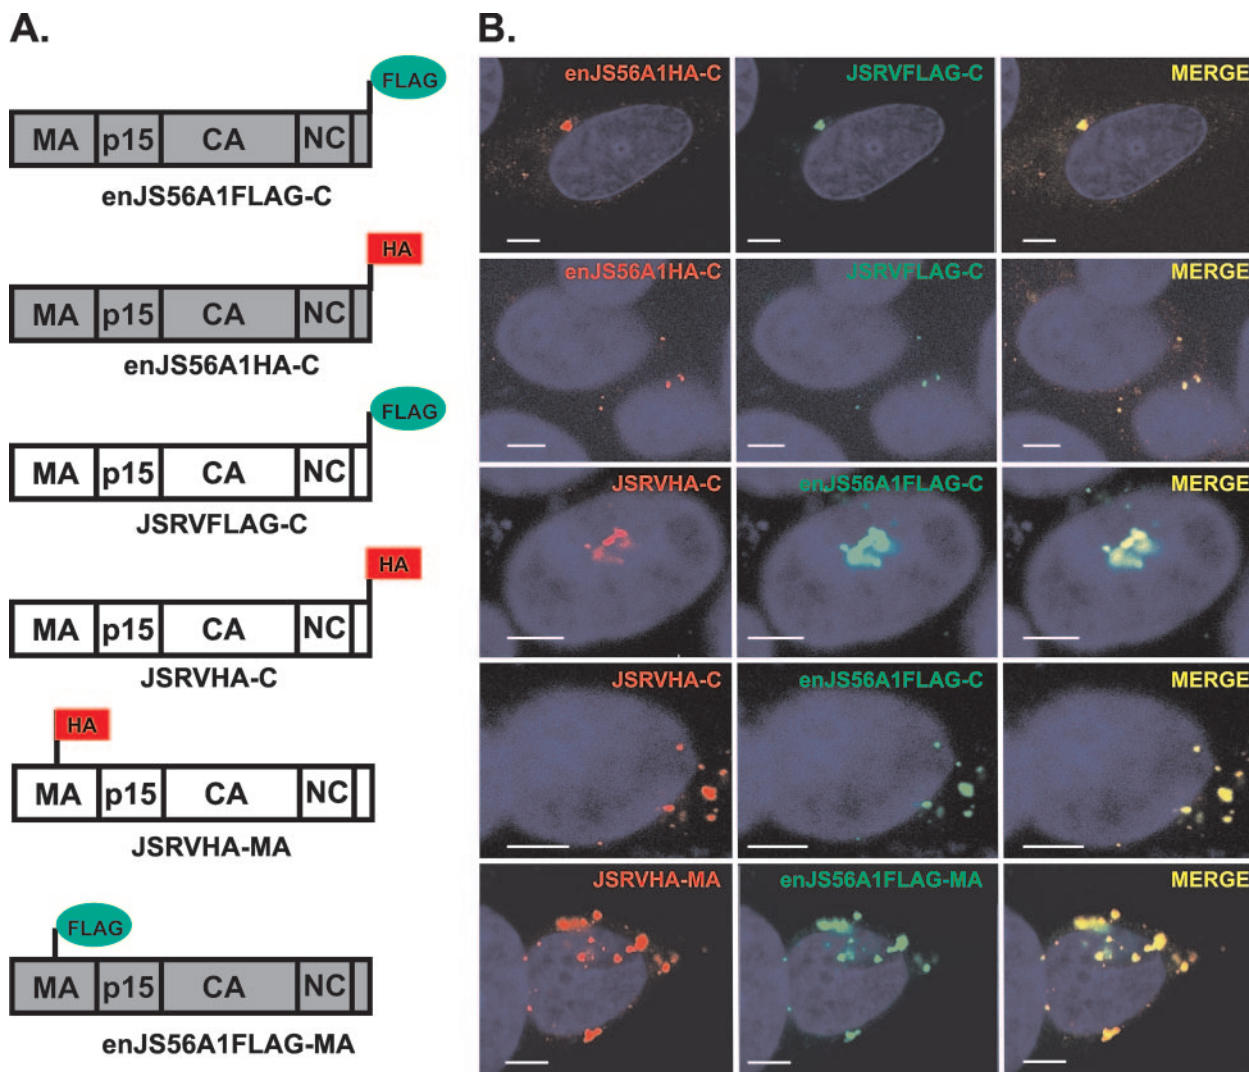 A.
FLAG
MA p15 CA NC
enJS56A1FLAG-C
HA
MA p15 CA NC
enJS56A1HA-C
FLAG
MA p15 CA NC
JSRVFLAG-C
HA
MA p15 CA NC
JSRVHA-C
HA
MA p15 CA NC
JSRVHA-MA
FLAG
MA p15 CA NC
enJS56A1FLAG-MA
B.
enJS56A1HA-C JSRVFLAG-C MERGE
enJS56A1HA-C JSRVFLAG-C MERGE
JSRVHA-C enJS56A1FLAG-C MERGE
JSRVHA-C enJS56A1FLAG-C MERGE
JSRVHA-MA enJS56A1FLAG-MA MERGE